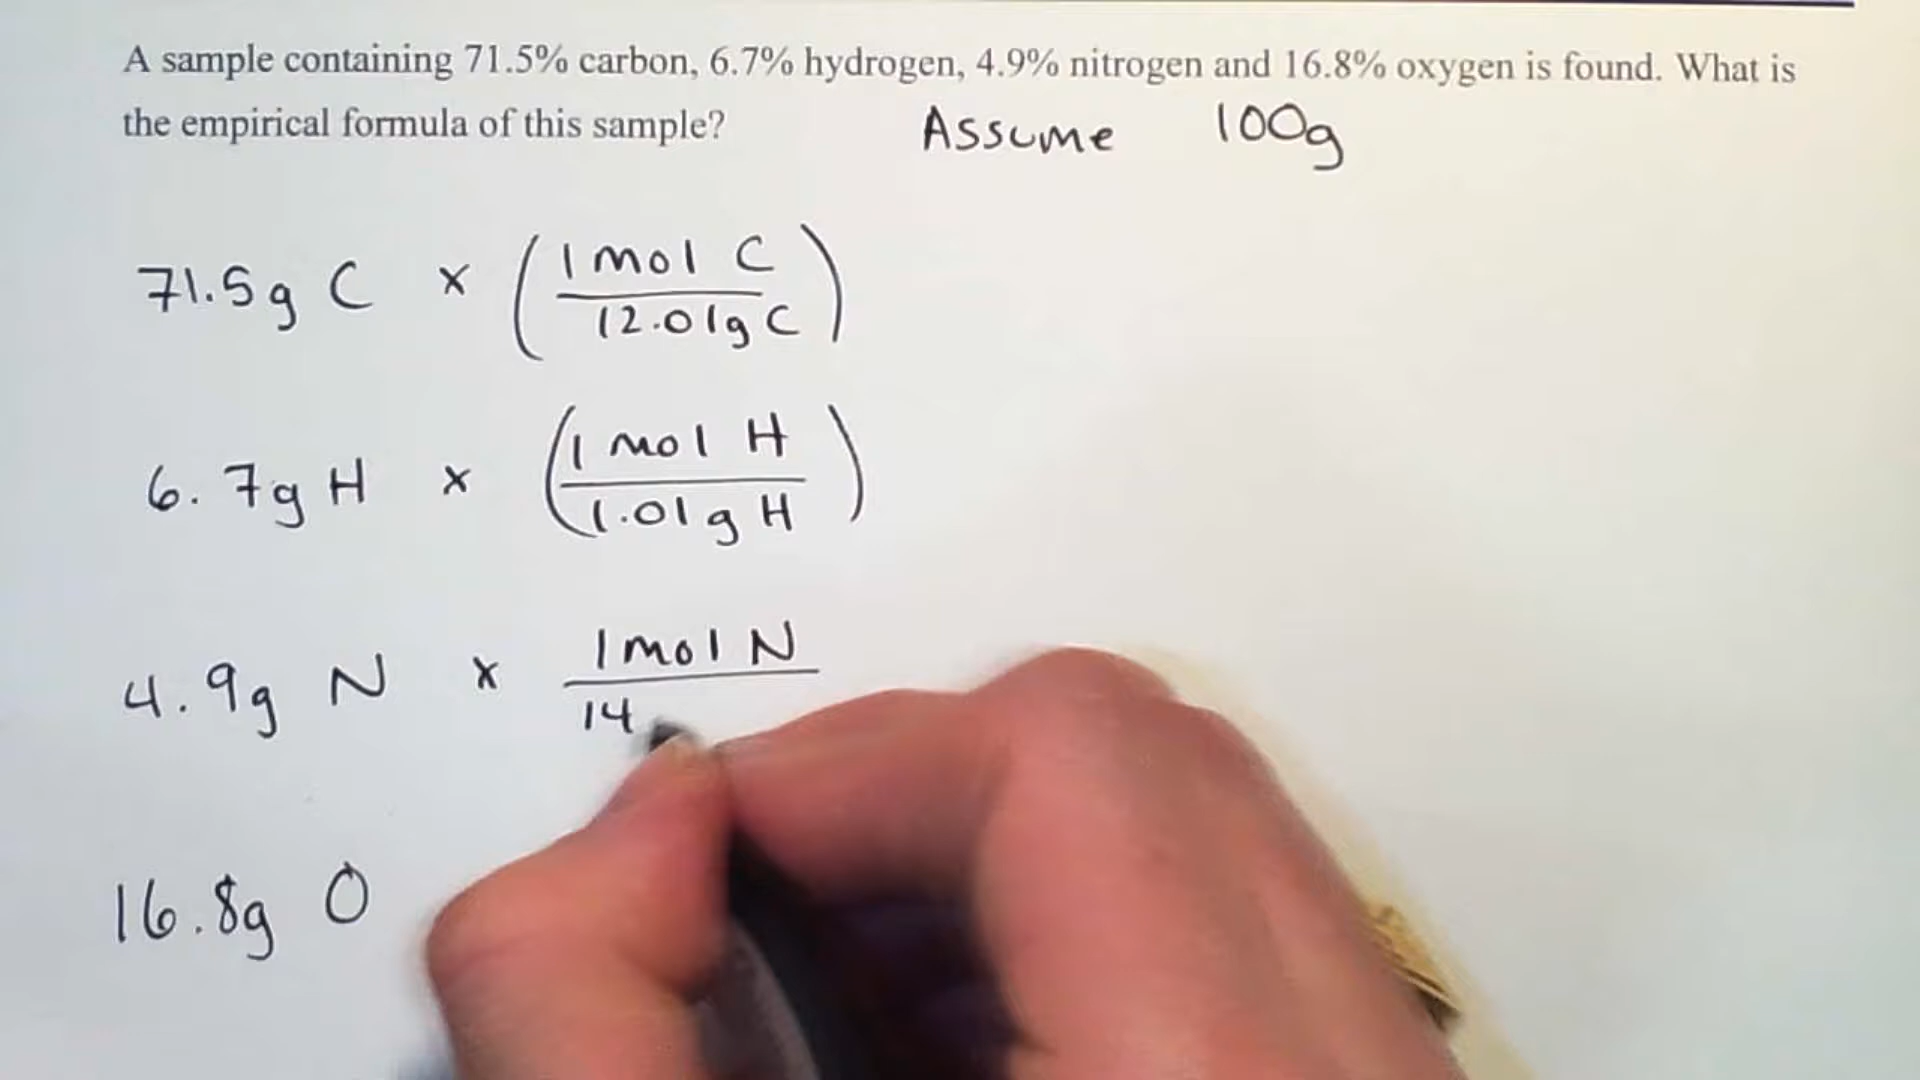 A sample containing 71.5% carbon, 6.7% hydrogen, 4.9% nitrogen and 16.8% oxygen is found. What is
the empirical formula of this sample?
Assume 100g
71.5g C x (1 mol C / 12.01g C)
6.7g H x (1 mol H / 1.01g H)
4.9g N x 1 mol N / 14
16.8g O